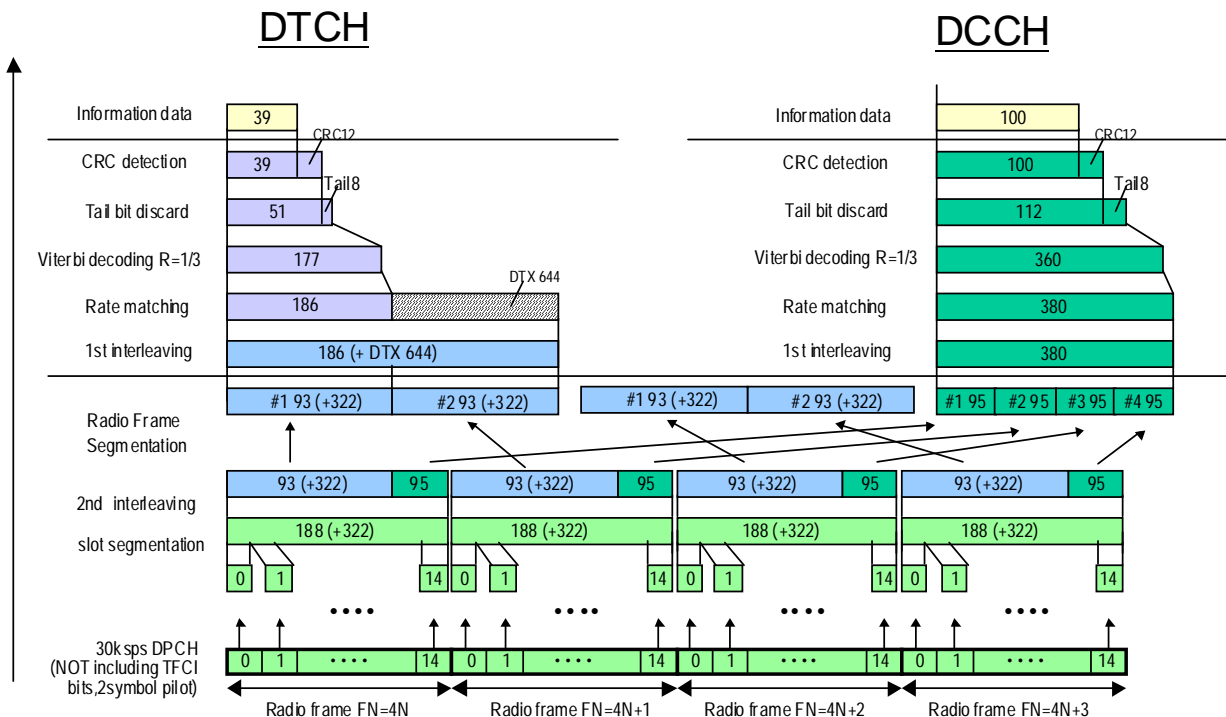 DTCH DCCH
Information data 39 Information data 100
CRC12 CRC12
CRC detection 39 CRC detection 100
Tail8 Tail8
Tail bit discard 51 Tail bit discard 112
Viterbi decoding R=1/3 177 Viterbi decoding R=1/3 360
DTX 644
Rate matching 186 Rate matching 380
1st interleaving 186 (+ DTX 644) 1st interleaving 380
#1 93 (+322) #2 93 (+322) #1 93 (+322) #2 93 (+322) #1 95 #2 95 #3 95 #4 95
Radio Frame
Segmentation
93 (+322) 95 93 (+322) 95 93 (+322) 95 93 (+322) 95
2nd interleaving
188 (+322) 188 (+322) 188 (+322) 188 (+322)
slot segmentation
0 1 14 0 1 14 0 1 14 0 1 14
• • • • • • • • • • • • • • • •
30ksps DPCH
(NOT including TFCI
bits,2symbol pilot)
0 1 • • • • 14 0 1 • • • • 14 0 1 • • • • 14 0 1 • • • • 14
Radio frame FN=4N Radio frame FN=4N+1 Radio frame FN=4N+2 Radio frame FN=4N+3